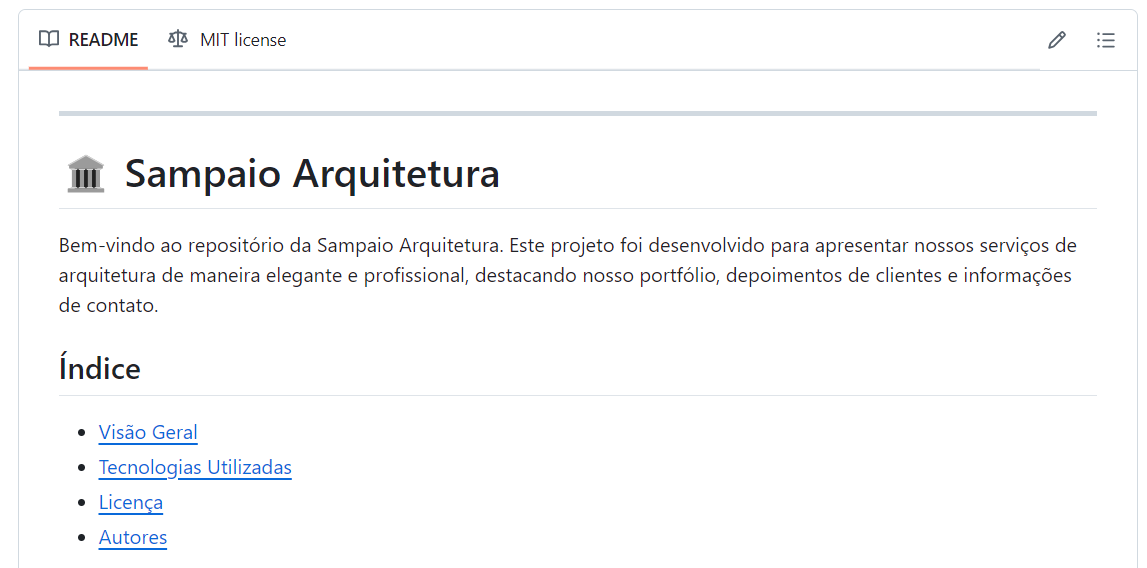 README
MIT license
Sampaio Arquitetura
Bem-vindo ao repositório da Sampaio Arquitetura. Este projeto foi desenvolvido para apresentar nossos serviços de
arquitetura de maneira elegante e profissional, destacando nosso portfólio, depoimentos de clientes e informações
de contato.
Índice
Visão Geral
Tecnologias Utilizadas
Licença
Autores